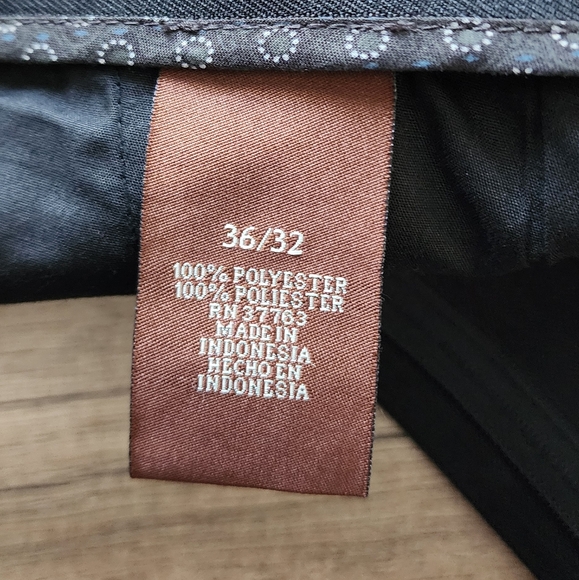 36/32
100% POLYESTER
100% POLIESTER
RN 37763
MADE IN
INDONESIA
HECHO EN
INDONESIA